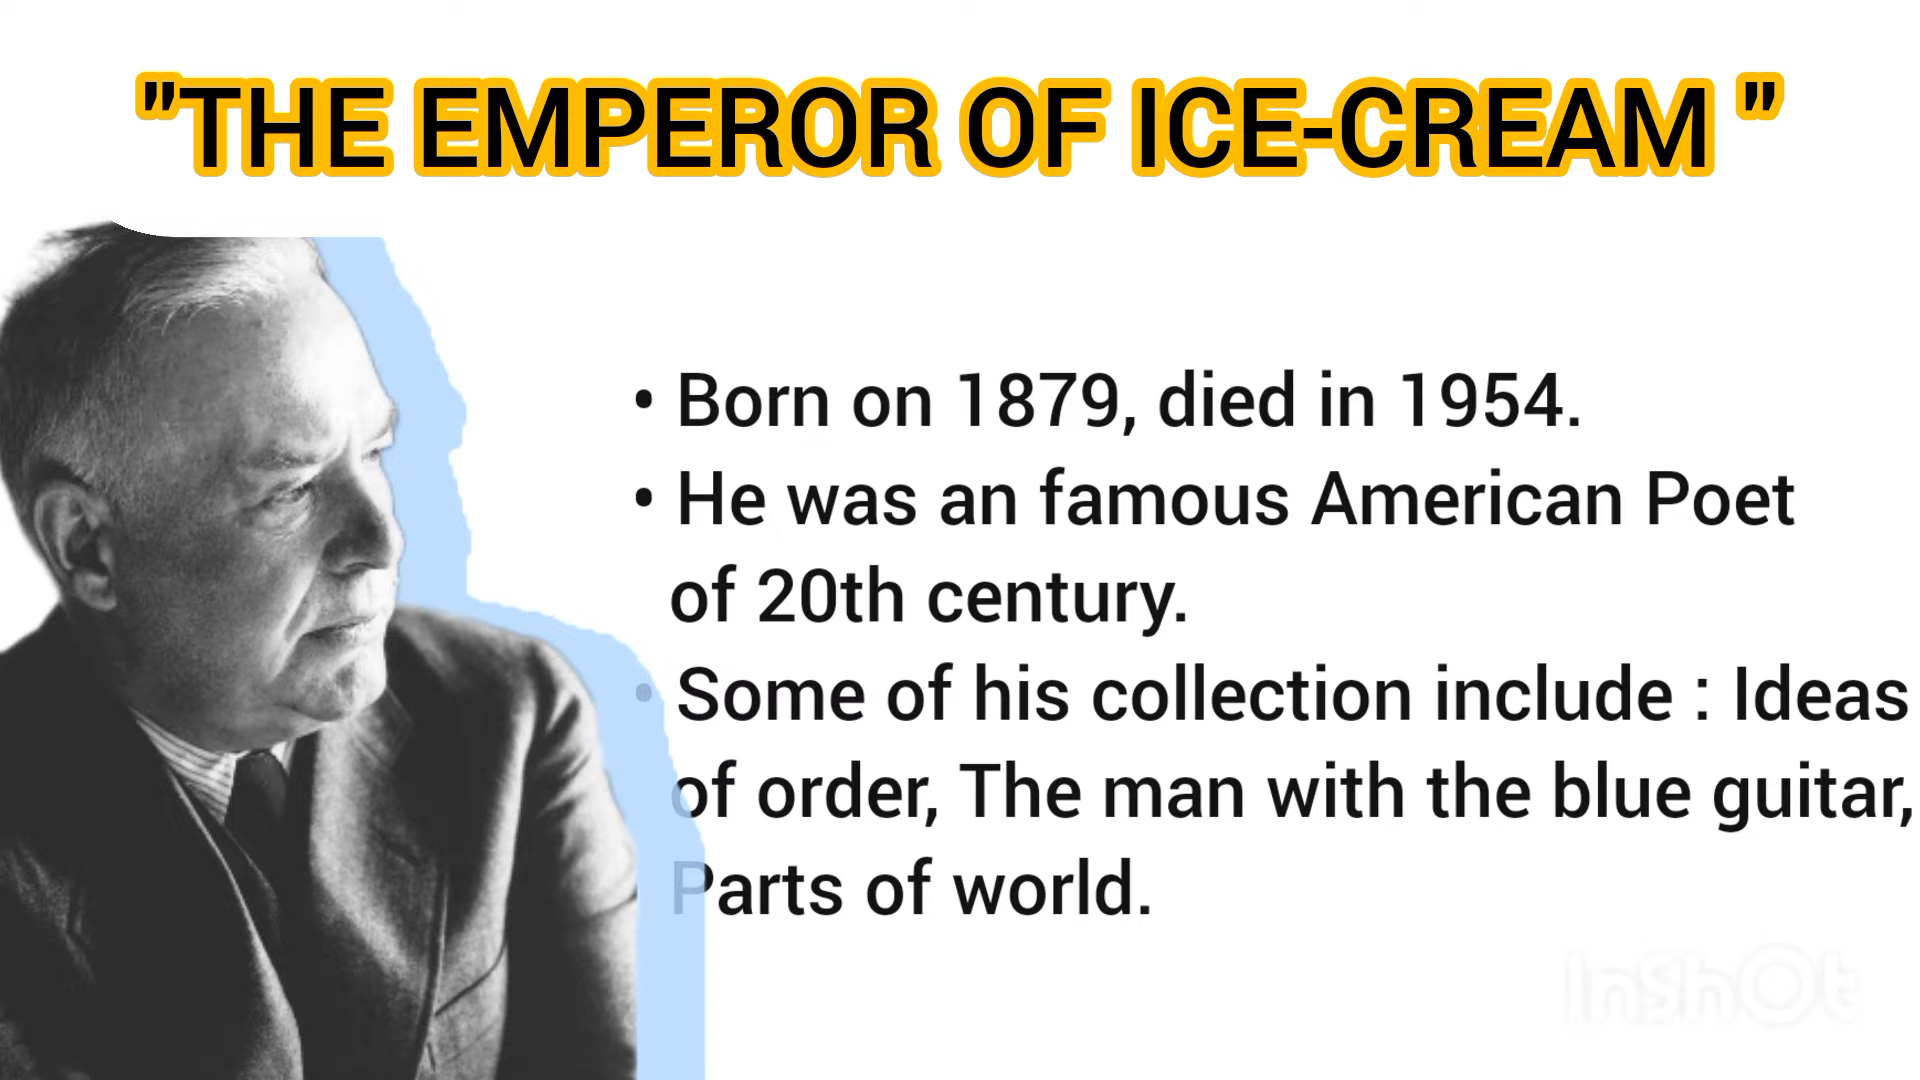 "THE EMPEROR OF ICE-CREAM "
• Born on 1879, died in 1954.
• He was an famous American Poet
of 20th century.
• Some of his collection include : Ideas
of order, The man with the blue guitar,
Parts of world.
InShOt